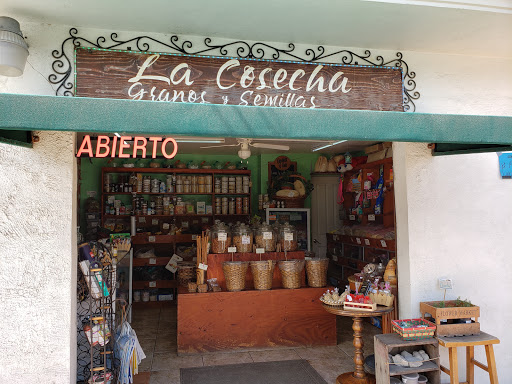 La Cosecha
Granos y Semillas
ABIERTO